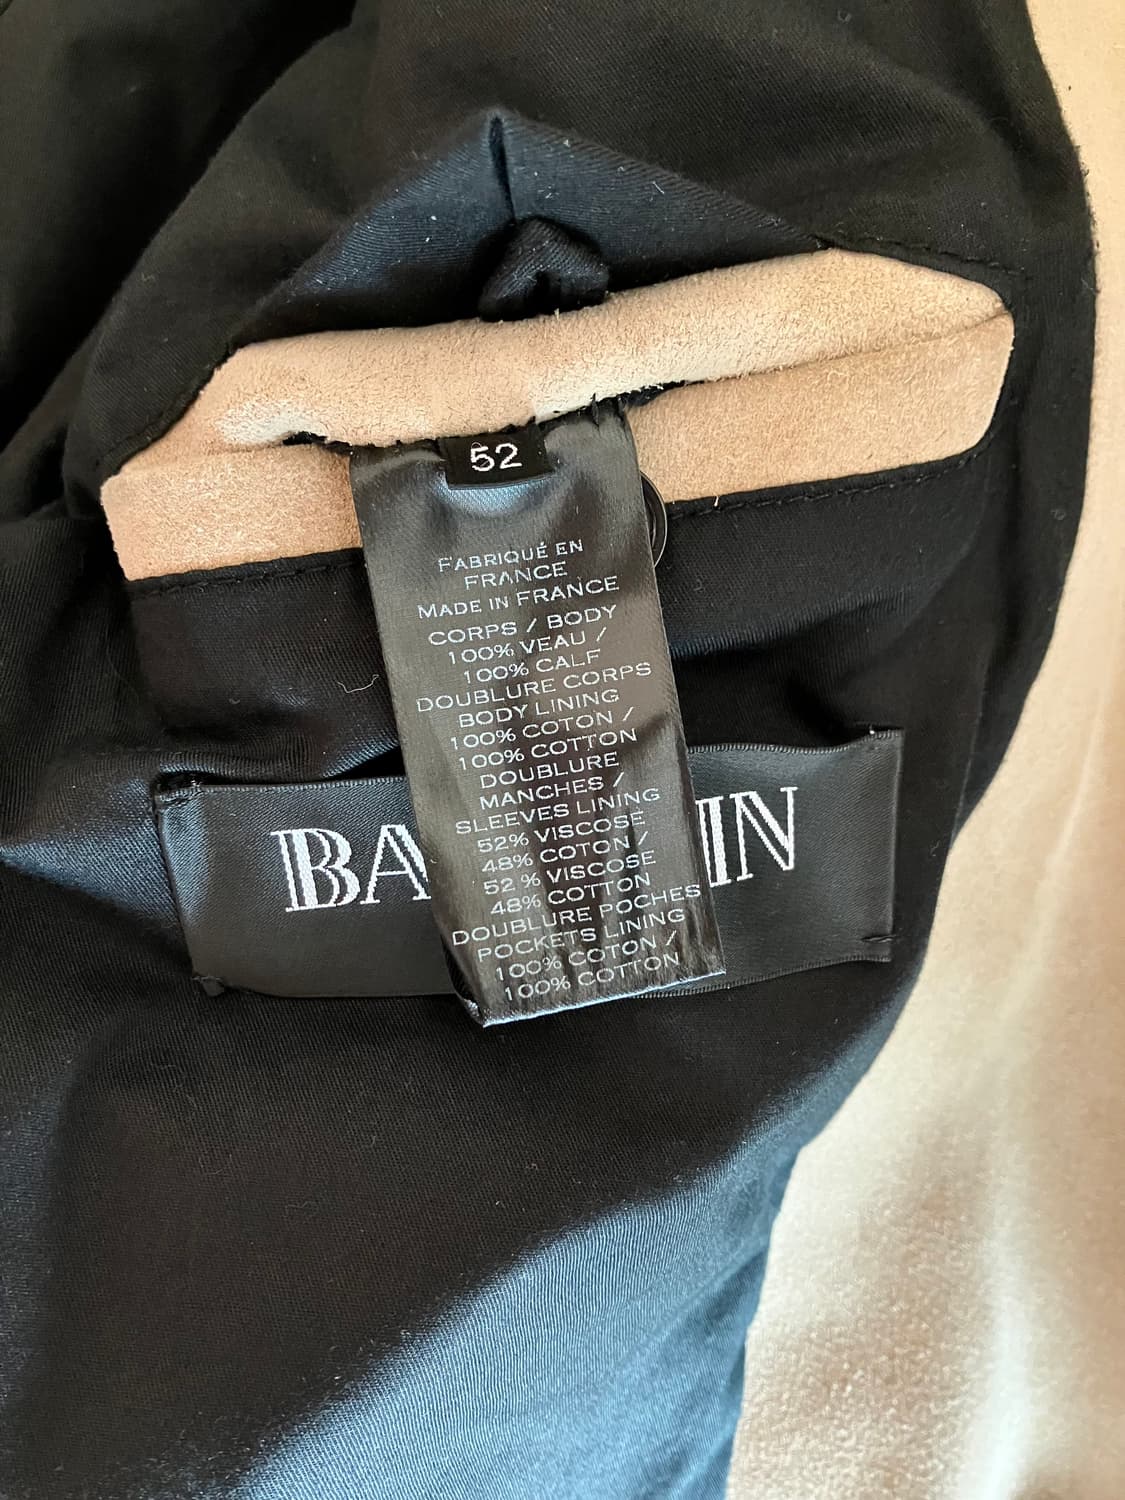 52
FABRIQUÉ EN
FRANCE
MADE IN FRANCE
CORPS / BODY
100% VEAU /
100% CALF
DOUBLURE CORPS
BODY LINING
100% COTON /
100% COTTON
DOUBLURE
MANCHES /
SLEEVES LINING
52% VISCOSE
48% COTON /
52 % VISCOSE
48% COTTON
DOUBLURE POCHES
POCKETS LINING
100% COTON /
100% COTTON
BA IN